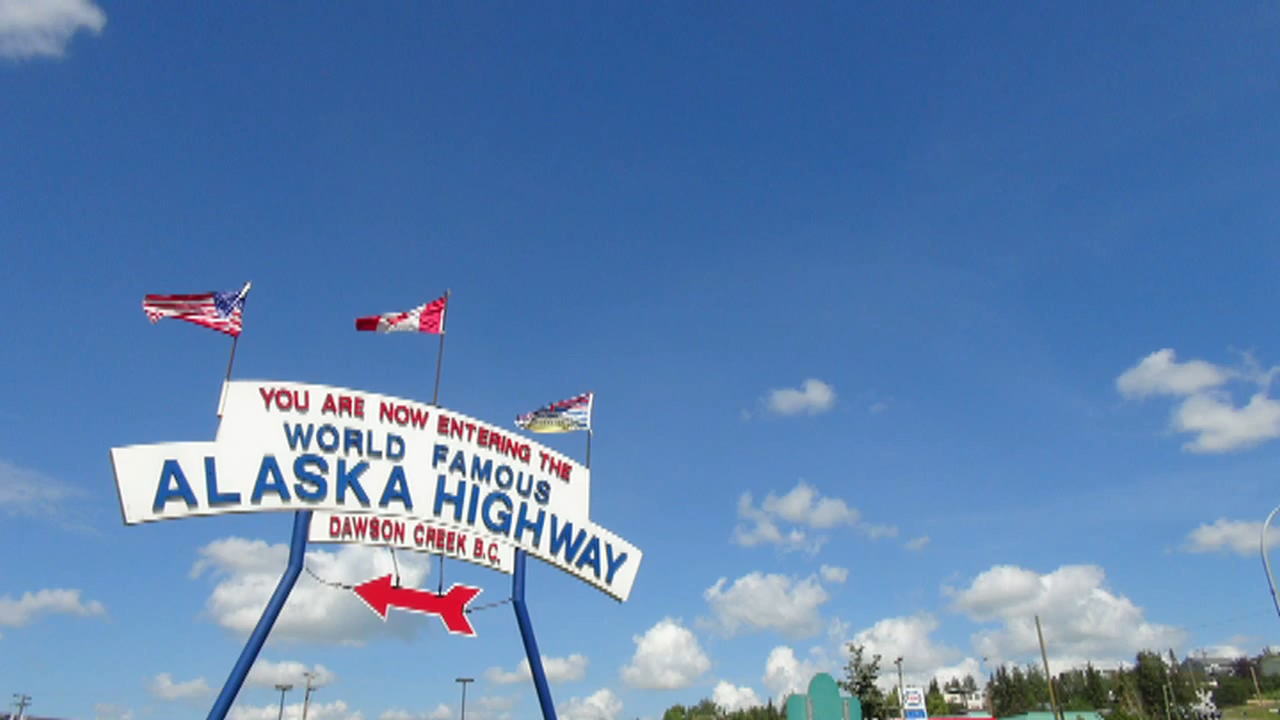 YOU ARE NOW ENTERING THE
WORLD FAMOUS
ALASKA HIGHWAY
DAWSON CREEK B.C.